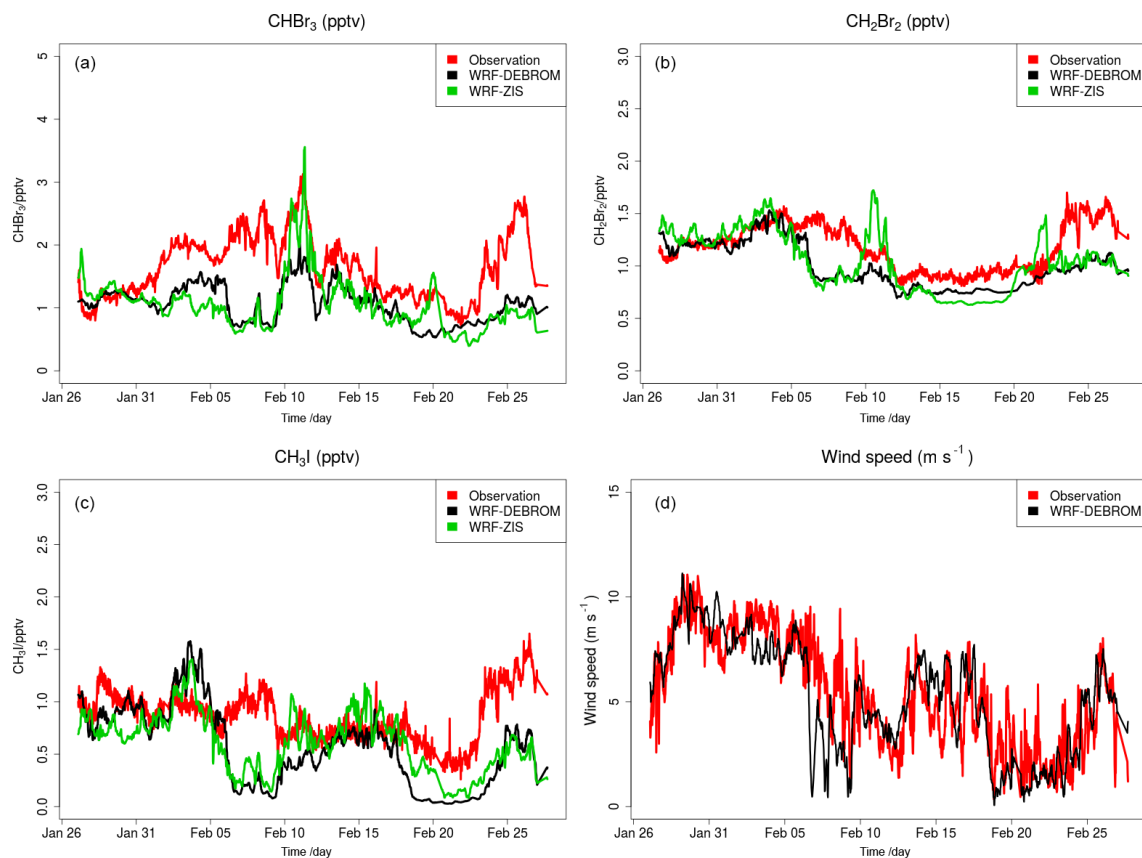 CHBr3 (pptv)
(a)
Observation
WRF-DEBROM
WRF-ZIS
CHBr3/pptv
5
4
3
2
1
0
Jan 26 Jan 31 Feb 05 Feb 10 Feb 15 Feb 20 Feb 25
Time /day
CH2Br2 (pptv)
(b)
Observation
WRF-DEBROM
WRF-ZIS
CH2Br2/pptv
3.0
2.5
2.0
1.5
1.0
0.5
0.0
Jan 26 Jan 31 Feb 05 Feb 10 Feb 15 Feb 20 Feb 25
Time /day
CH3I (pptv)
(c)
Observation
WRF-DEBROM
WRF-ZIS
CH3I/pptv
3.0
2.5
2.0
1.5
1.0
0.5
0.0
Jan 26 Jan 31 Feb 05 Feb 10 Feb 15 Feb 20 Feb 25
Time /day
Wind speed (m s -1)
(d)
Observation
WRF-DEBROM
Wind speed (m s -1)
15
10
5
0
Jan 26 Jan 31 Feb 05 Feb 10 Feb 15 Feb 20 Feb 25
Time /day